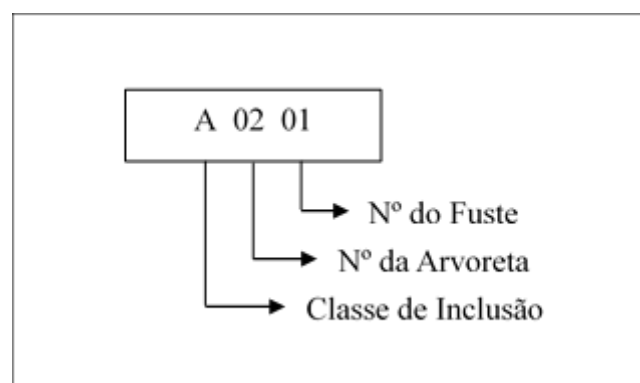 A 02 01
Nº do Fuste
Nº da Arvoreta
Classe de Inclusão